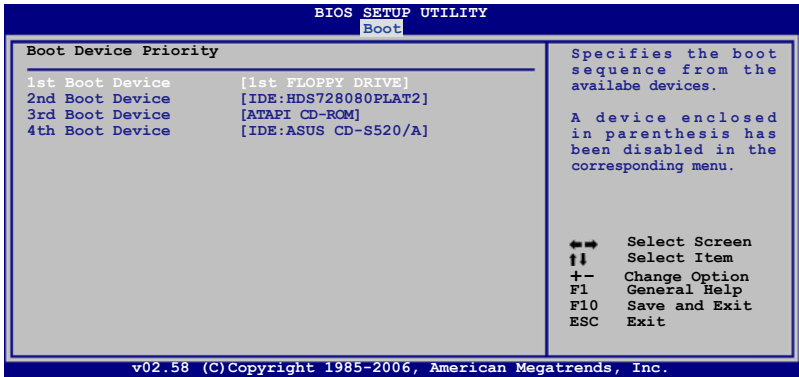 BIOS SETUP UTILITY
Boot
Boot Device Priority
1st Boot Device [1st FLOPPY DRIVE]
2nd Boot Device [IDE:HDS728080PLAT2]
3rd Boot Device [ATAPI CD-ROM]
4th Boot Device [IDE:ASUS CD-S520/A]
Specifies the boot
sequence from the
availabe devices.
A device enclosed
in parenthesis has
been disabled in the
corresponding menu.
←→ Select Screen
↑↓ Select Item
+- Change Option
F1 General Help
F10 Save and Exit
ESC Exit
v02.58 (C)Copyright 1985-2006, American Megatrends, Inc.